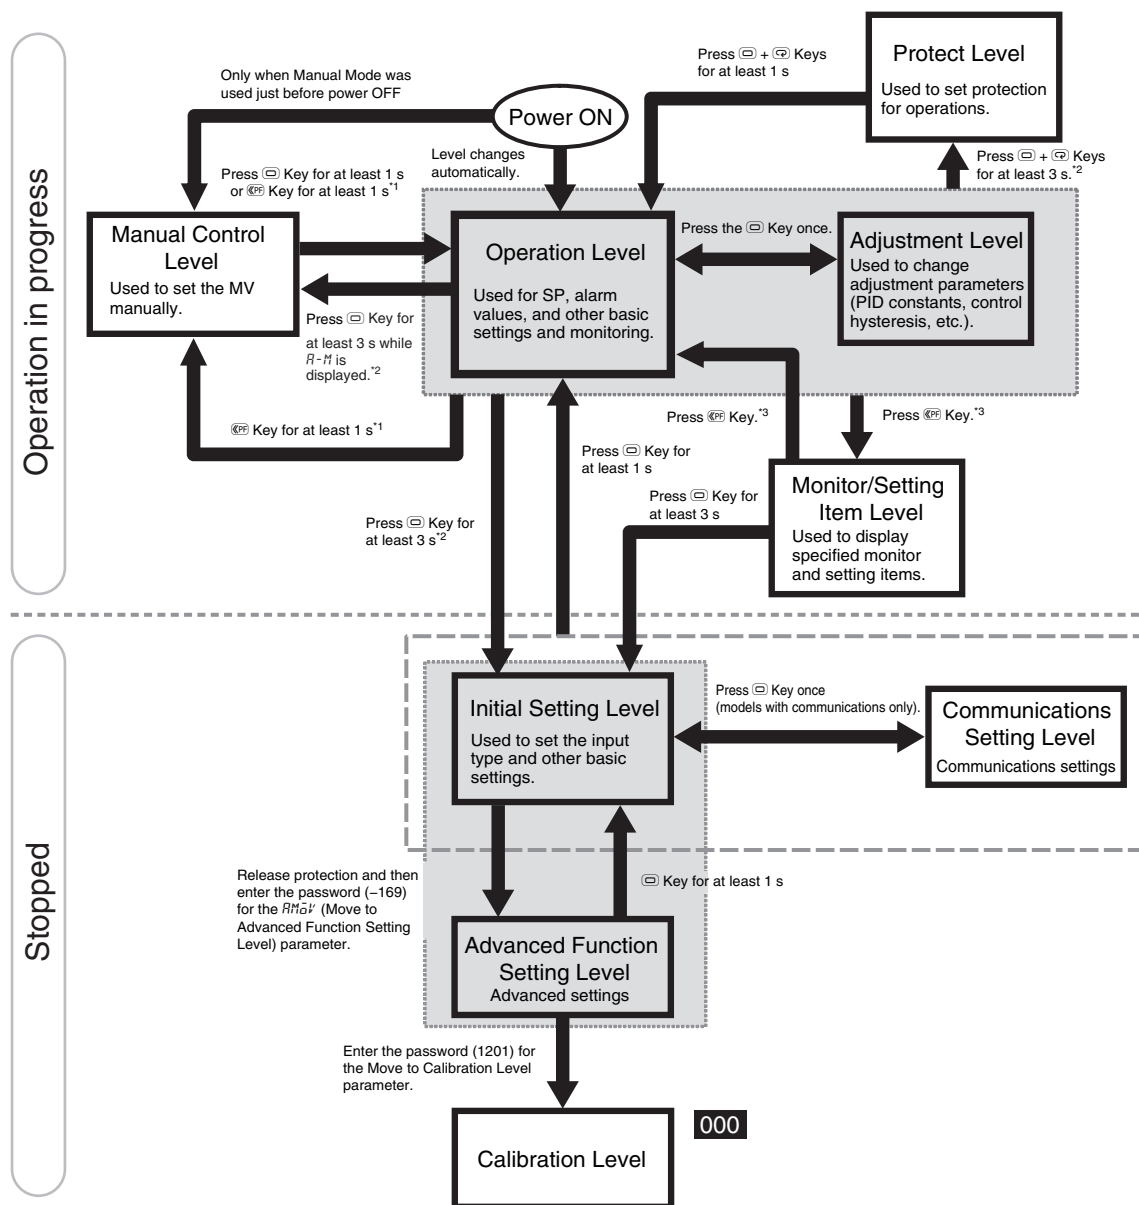 Operation in progress
Only when Manual Mode was
used just before power OFF
Power ON
Level changes
automatically.
Press + Keys
for at least 1 s
Protect Level
Used to set protection
for operations.
Press + Keys
for at least 3 s.*2
Press Key for at least 1 s
or PF Key for at least 1 s*1
Manual Control
Level
Used to set the MV
manually.
Operation Level
Used for SP, alarm
values, and other basic
settings and monitoring.
Press the Key once.
Adjustment Level
Used to change
adjustment parameters
(PID constants, control
hysteresis, etc.).
Press Key for
at least 3 s while
A-M is
displayed.*2
PF Key for at least 1 s*1
Press PF Key.*3
Press PF Key.*3
Press Key for
at least 1 s
Monitor/Setting
Item Level
Used to display
specified monitor
and setting items.
Press Key for
at least 3 s
Press Key for
at least 3 s*2
Stopped
Initial Setting Level
Used to set the input
type and other basic
settings.
Press Key once
(models with communications only).
Communications
Setting Level
Communications settings
Release protection and then
enter the password (−169)
for the AMoV (Move to
Advanced Function Setting
Level) parameter.
Key for at least 1 s
Advanced Function
Setting Level
Advanced settings
Enter the password (1201) for
the Move to Calibration Level
parameter.
Calibration Level
000